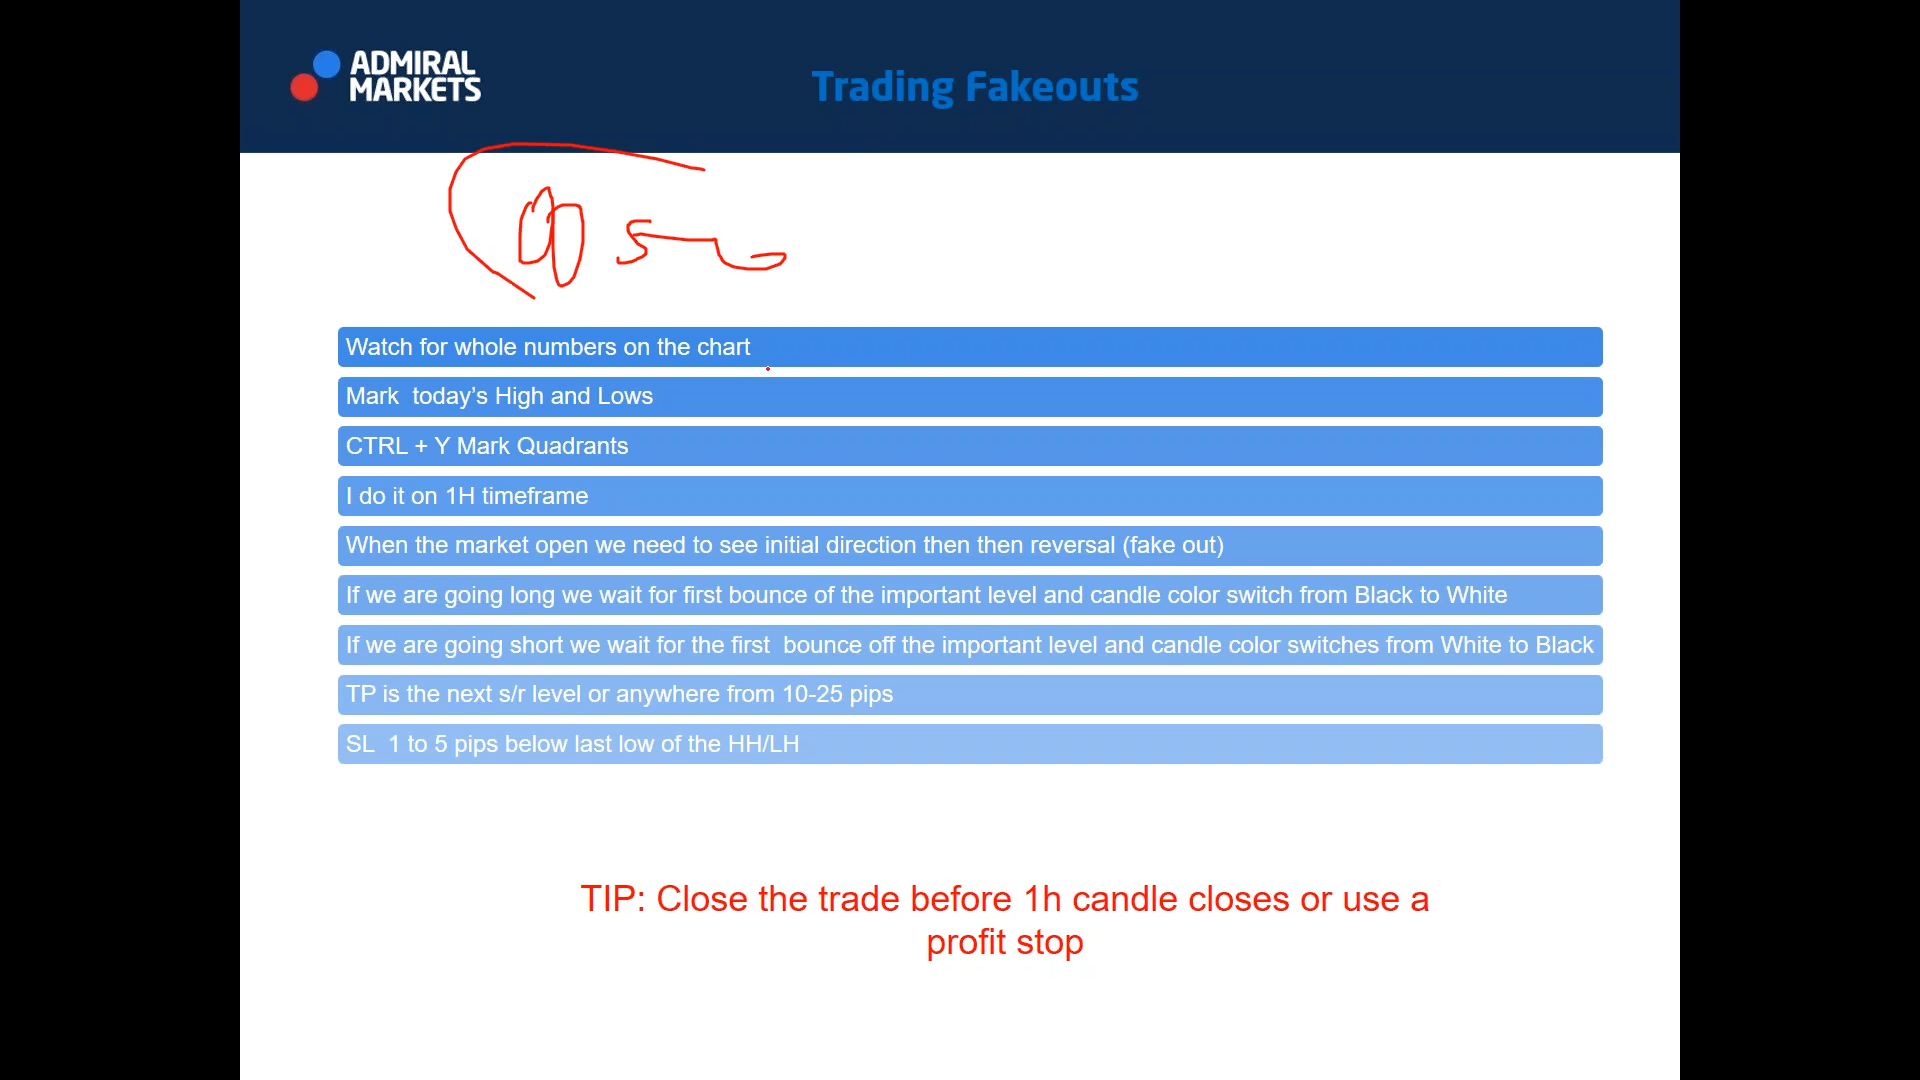 ADMIRAL
MARKETS
Trading Fakeouts
Watch for whole numbers on the chart
Mark  today’s High and Lows
CTRL + Y Mark Quadrants
I do it on 1H timeframe
When the market open we need to see initial direction then then reversal (fake out)
If we are going long we wait for first bounce of the important level and candle color switch from Black to White
If we are going short we wait for the first  bounce off the important level and candle color switches from White to Black
TP is the next s/r level or anywhere from 10-25 pips
SL  1 to 5 pips below last low of the HH/LH
TIP: Close the trade before 1h candle closes or use a
profit stop